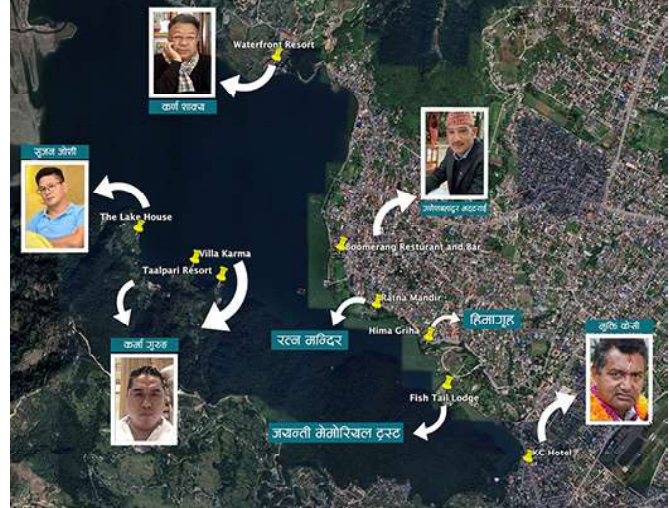 Waterfront Resort
कर्ण शाक्य
सृजन जोशी
The Lake House
Villa Karma
Taalpari Resort
Boomerang Resturant and Bar
Ratna Mandir
हिमागृह
रत्न मन्दिर
Hima Griha
मुक्ति केसी
कर्मा गुरुङ
Fish Tail Lodge
जयन्ती मेमोरियल ट्रस्ट
KC Hotel